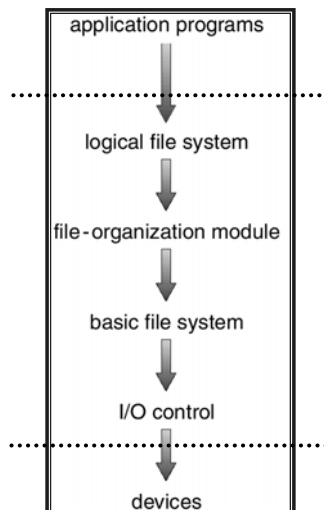 application programs
logical file system
file-organization module
basic file system
I/O control
devices